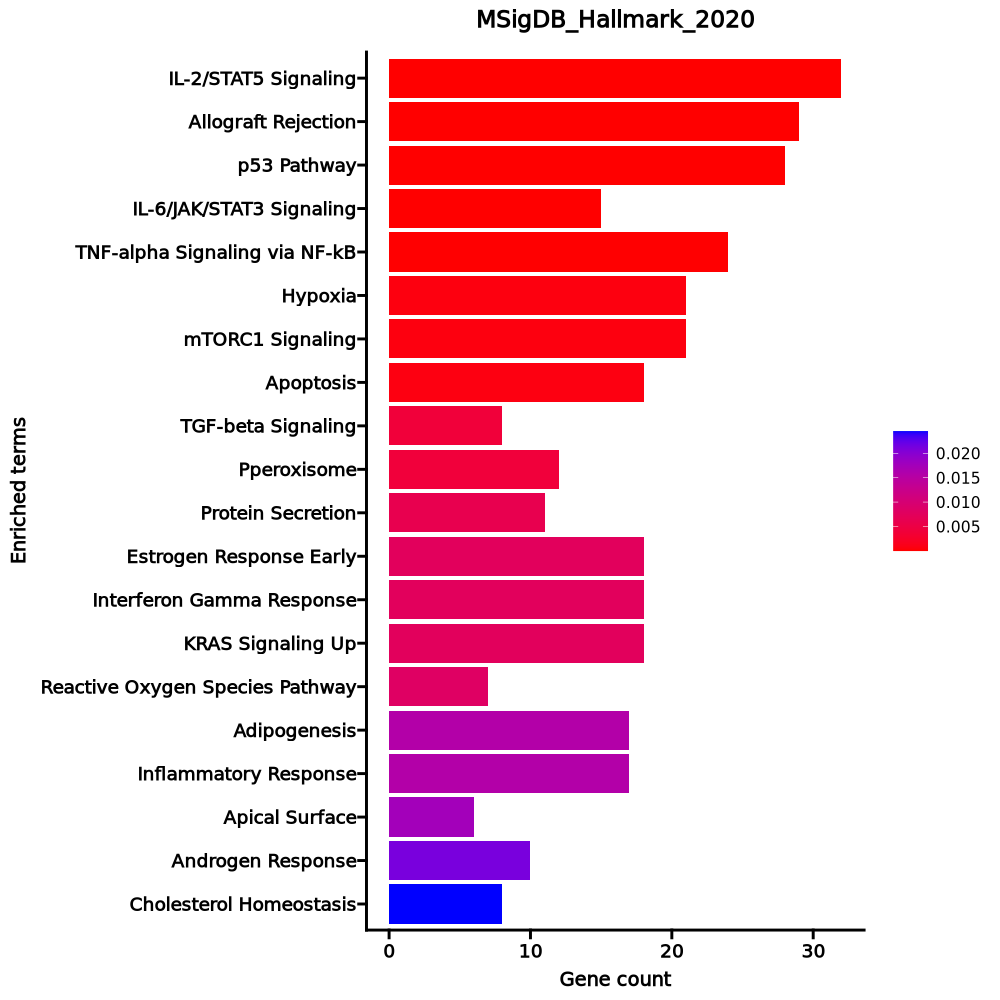 MSigDB_Hallmark_2020
IL-2/STAT5 Signaling
Allograft Rejection
p53 Pathway
IL-6/JAK/STAT3 Signaling
TNF-alpha Signaling via NF-kB
Hypoxia
mTORC1 Signaling
Apoptosis
TGF-beta Signaling
Pperoxisome
Protein Secretion
Estrogen Response Early
Interferon Gamma Response
KRAS Signaling Up
Reactive Oxygen Species Pathway
Adipogenesis
Inflammatory Response
Apical Surface
Androgen Response
Cholesterol Homeostasis
Enriched terms
0 10 20 30
Gene count
0.020
0.015
0.010
0.005